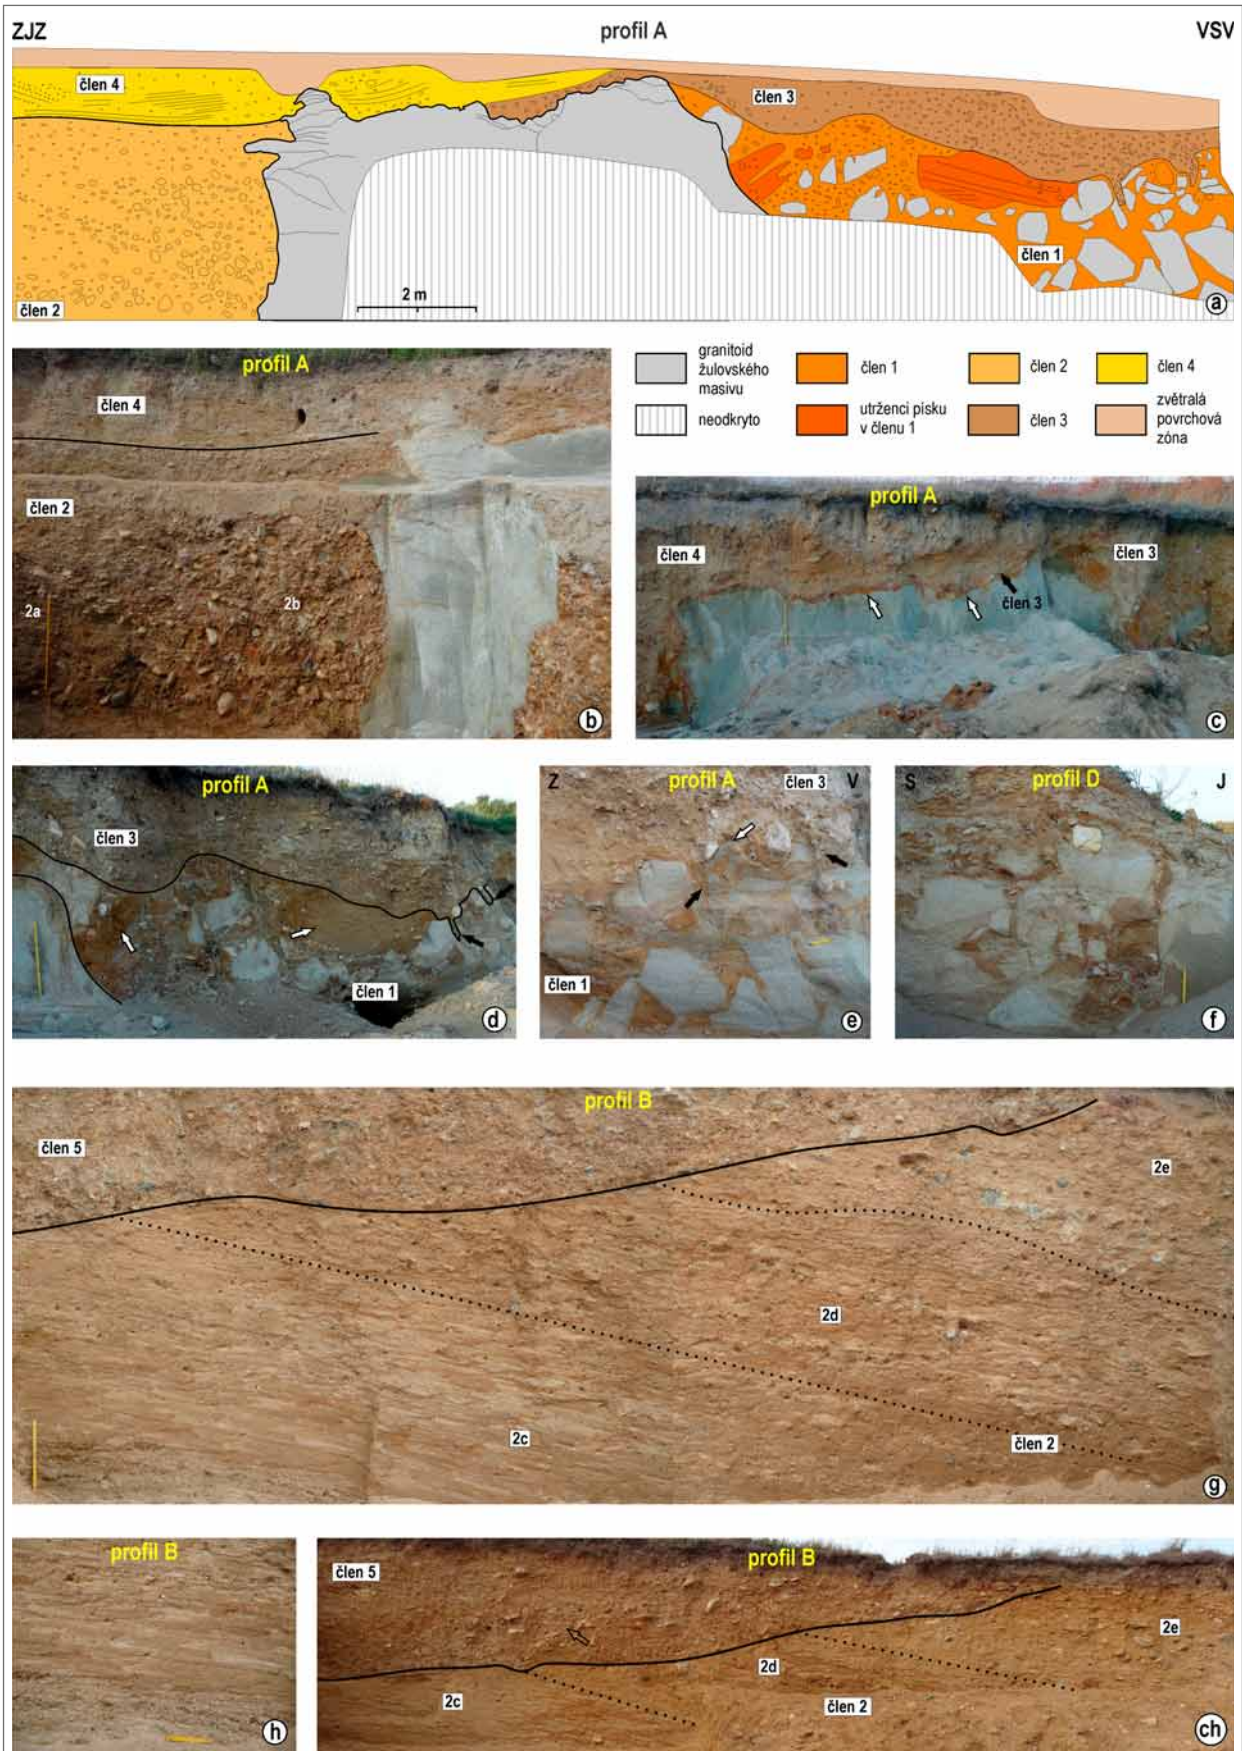 ZJZ
profil A
VSV
člen 4
člen 3
člen 1
člen 2
2 m
a
profil A
člen 4
člen 2
2a
2b
b
granitoid
žulovského
masivu
člen 1
člen 2
člen 4
neodkryto
utrženci písku
v členu 1
člen 3
zvětralá
povrchová
zóna
profil A
člen 4
člen 3
člen 3
c
profil A
člen 3
člen 1
d
Z
profil A
člen 3
V
člen 1
e
S
profil D
J
f
profil B
člen 5
2e
2d
2c
člen 2
g
profil B
h
profil B
člen 5
2e
2d
2c
člen 2
ch